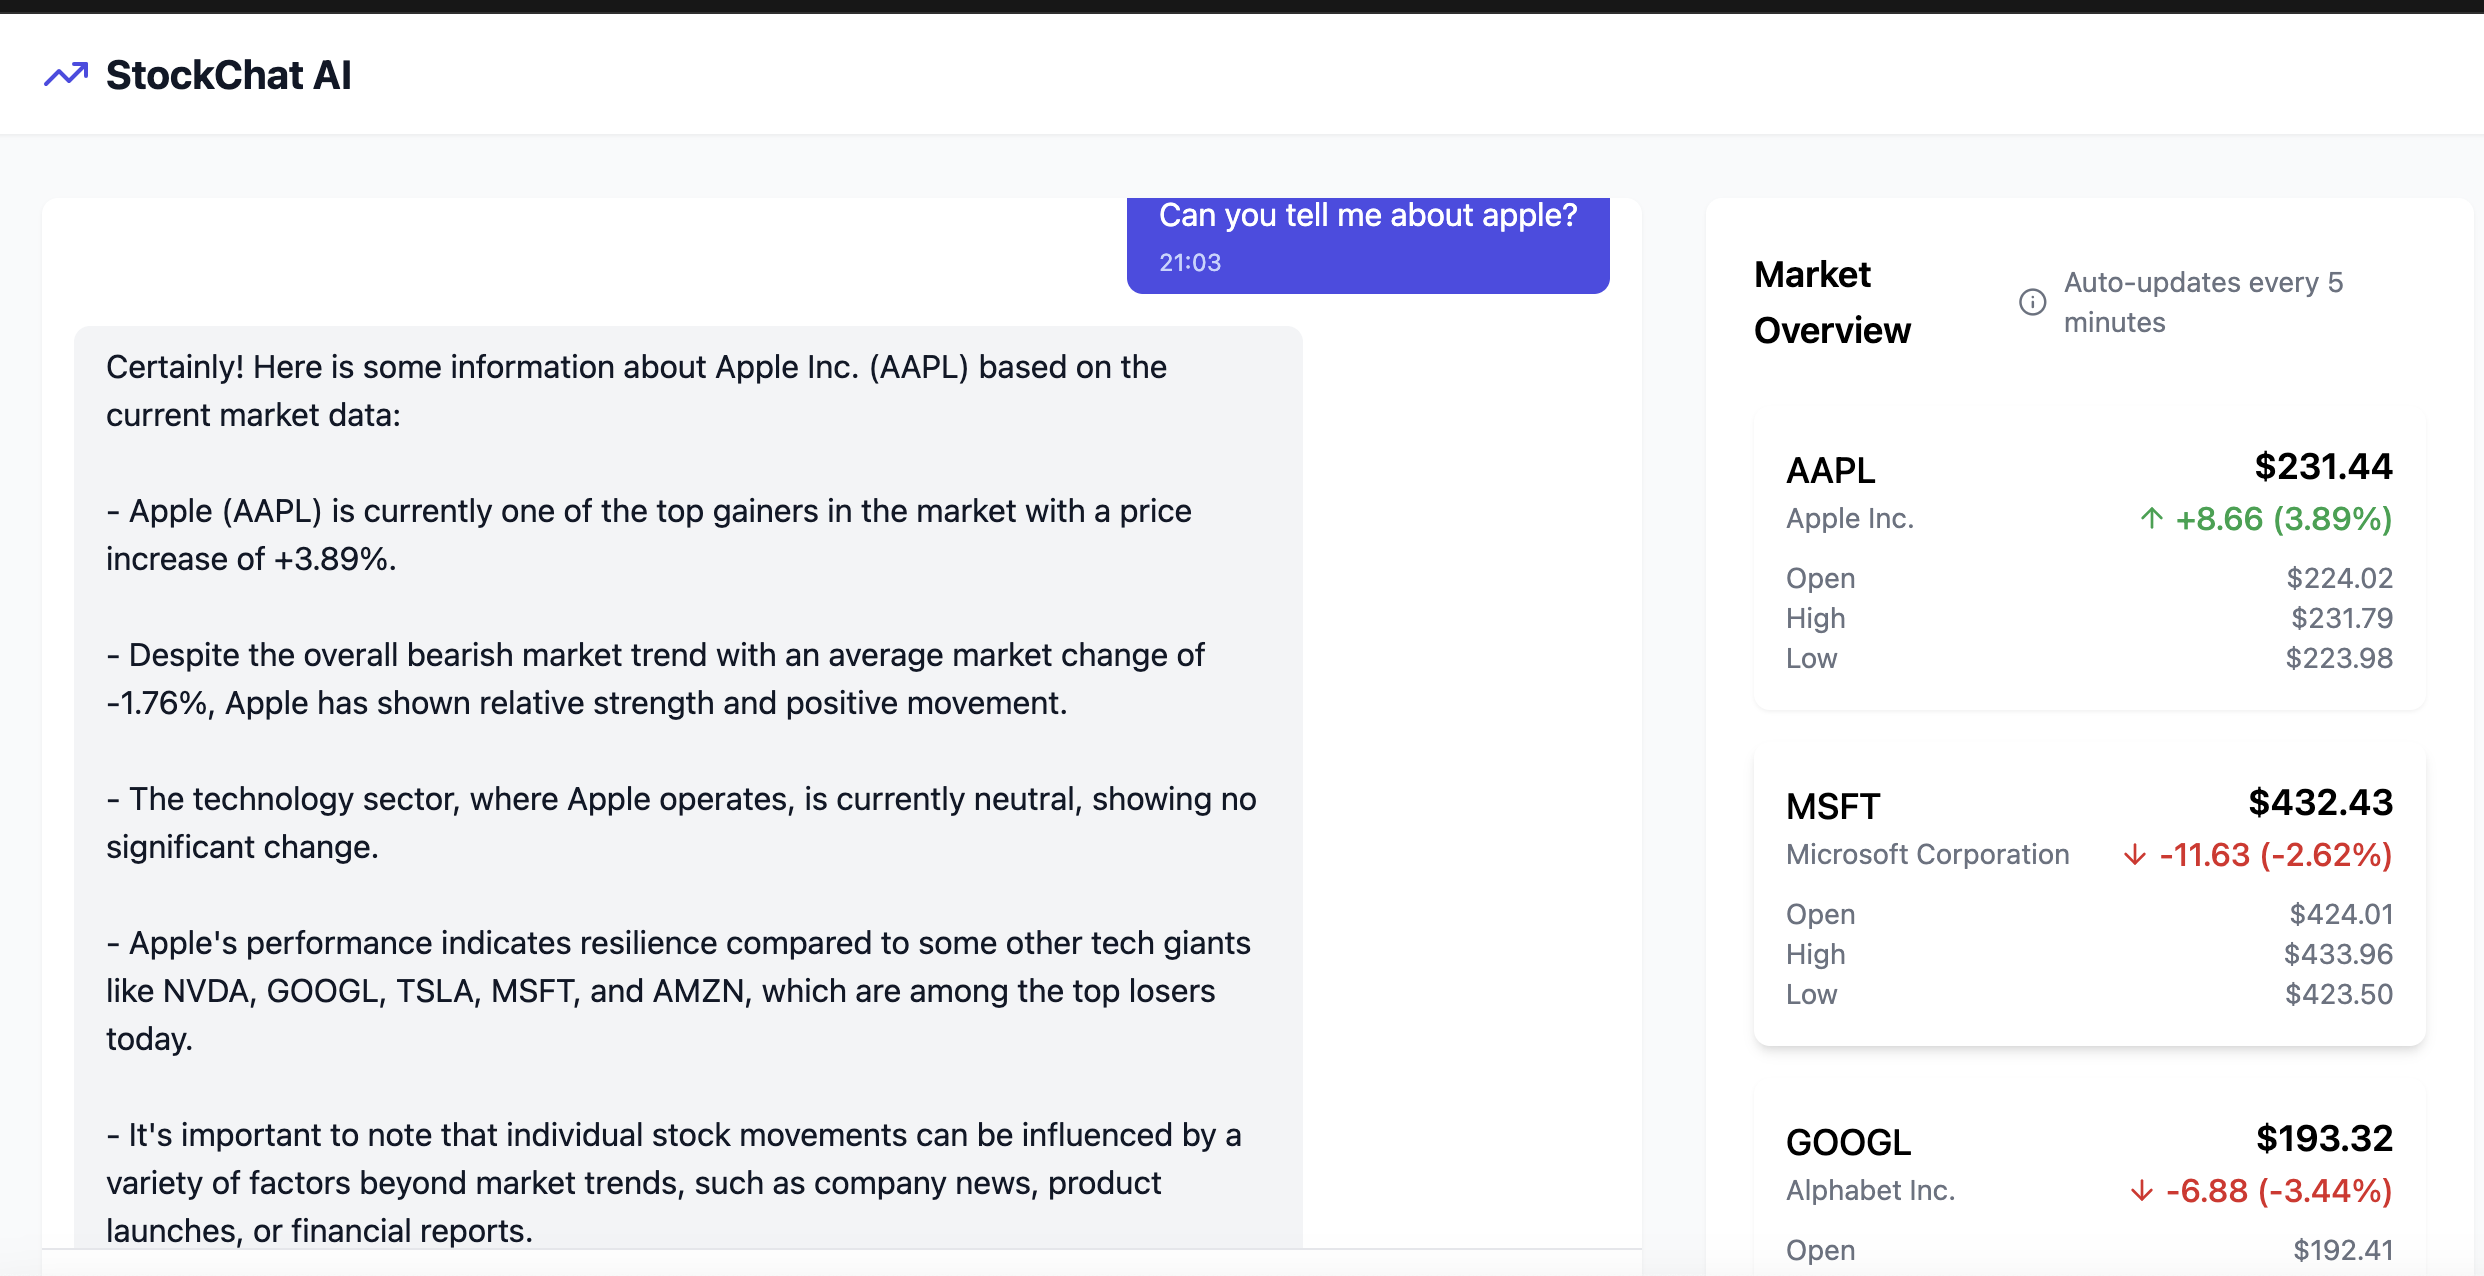 StockChat AI
Can you tell me about apple?
21:03
Certainly! Here is some information about Apple Inc. (AAPL) based on the
current market data:
- Apple (AAPL) is currently one of the top gainers in the market with a price
increase of +3.89%.
- Despite the overall bearish market trend with an average market change of
-1.76%, Apple has shown relative strength and positive movement.
- The technology sector, where Apple operates, is currently neutral, showing no
significant change.
- Apple's performance indicates resilience compared to some other tech giants
like NVDA, GOOGL, TSLA, MSFT, and AMZN, which are among the top losers
today.
- It's important to note that individual stock movements can be influenced by a
variety of factors beyond market trends, such as company news, product
launches, or financial reports.
Market
Overview
Auto-updates every 5
minutes
AAPL $231.44
Apple Inc. ↑ +8.66 (3.89%)
Open $224.02
High $231.79
Low $223.98
MSFT $432.43
Microsoft Corporation ↓ -11.63 (-2.62%)
Open $424.01
High $433.96
Low $423.50
GOOGL $193.32
Alphabet Inc. ↓ -6.88 (-3.44%)
Open $192.41